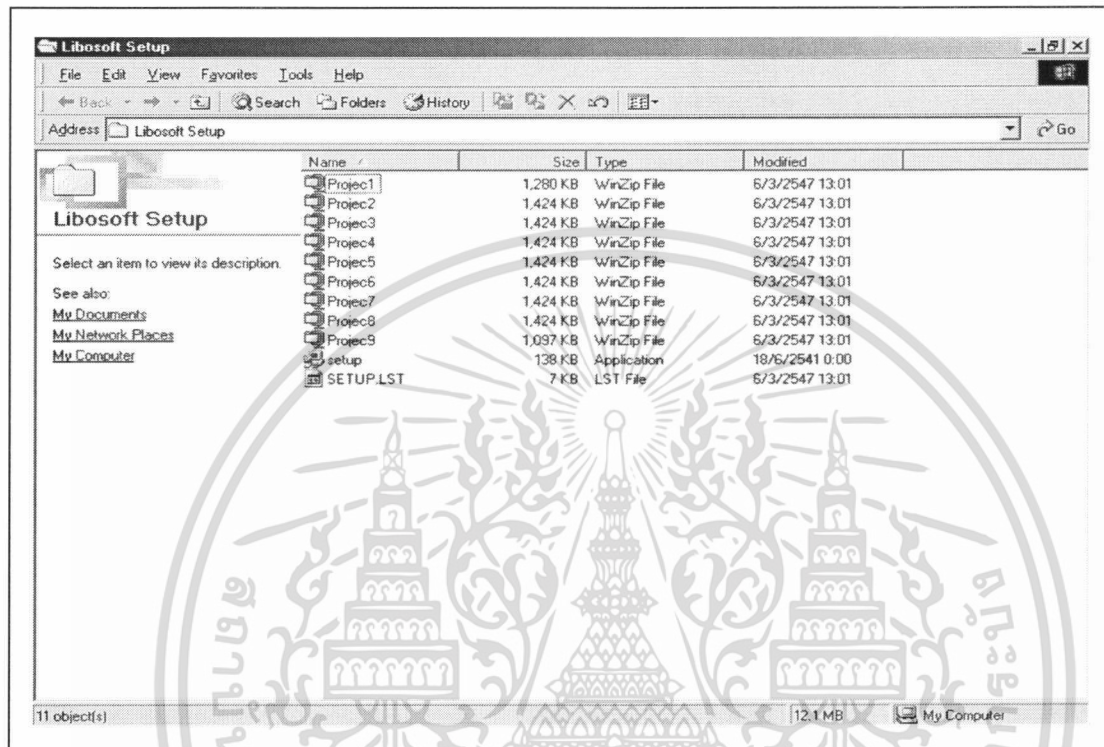 Libosoft Setup
File Edit View Favorites Tools Help
Back Search Folders History
Address Libosoft Setup Go
Name Size Type Modified
Projec1 1,280 KB WinZip File 6/3/2547 13:01
Projec2 1,424 KB WinZip File 6/3/2547 13:01
Projec3 1,424 KB WinZip File 6/3/2547 13:01
Projec4 1,424 KB WinZip File 6/3/2547 13:01
Projec5 1,424 KB WinZip File 6/3/2547 13:01
Projec6 1,424 KB WinZip File 6/3/2547 13:01
Projec7 1,424 KB WinZip File 6/3/2547 13:01
Projec8 1,424 KB WinZip File 6/3/2547 13:01
Projec9 1,097 KB WinZip File 6/3/2547 13:01
setup 138 KB Application 18/6/2541 0:00
SETUP.LST 7 KB LST File 6/3/2547 13:01
Libosoft Setup
Select an item to view its description.
See also:
My Documents
My Network Places
My Computer
11 object(s) 12.1 MB My Computer